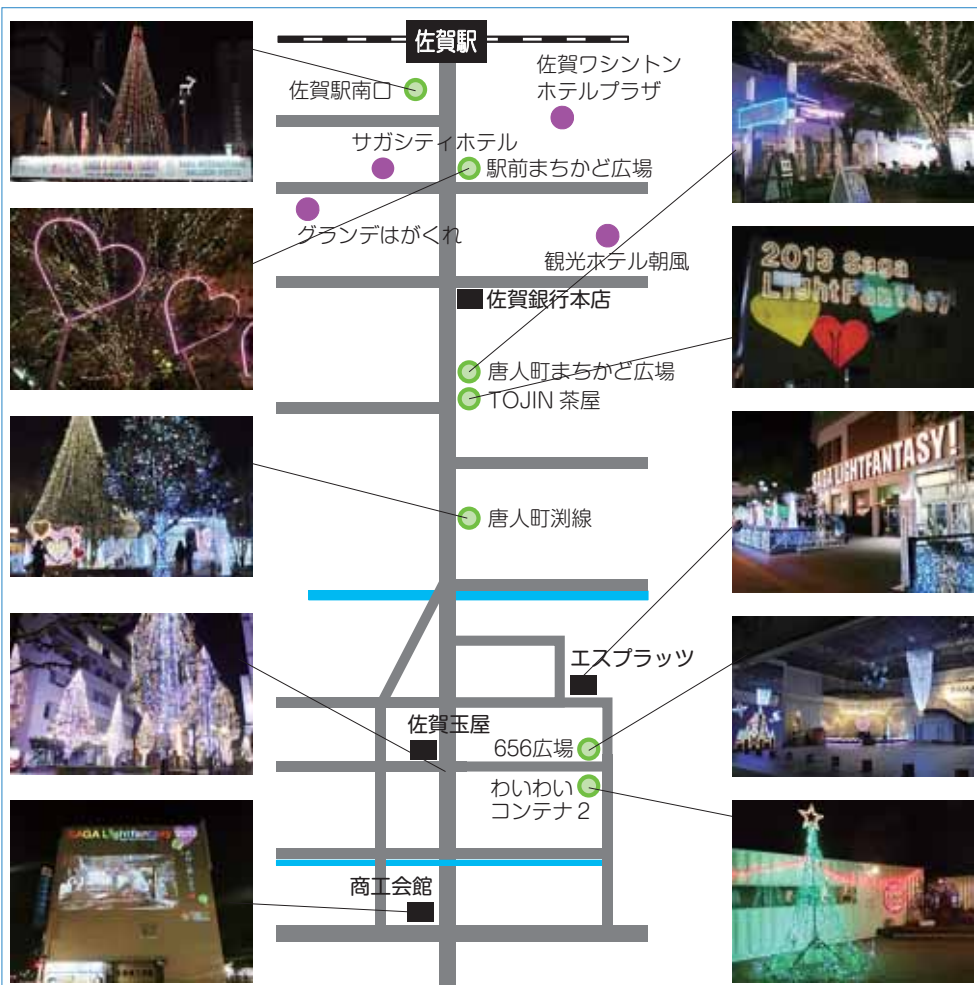 佐賀駅
佐賀駅南口
佐賀ワシントン
ホテルプラザ
サガシティホテル
駅前まちかど広場
グランデはがくれ
観光ホテル朝風
佐賀銀行本店
唐人町まちかど広場
TOJIN 茶屋
唐人町渕線
エスプラッツ
佐賀玉屋
656広場
わいわい
コンテナ2
商工会館
2013 Saga
LightFantasy
SAGA LIGHTFANTASY!
SAGA Lightfantasy